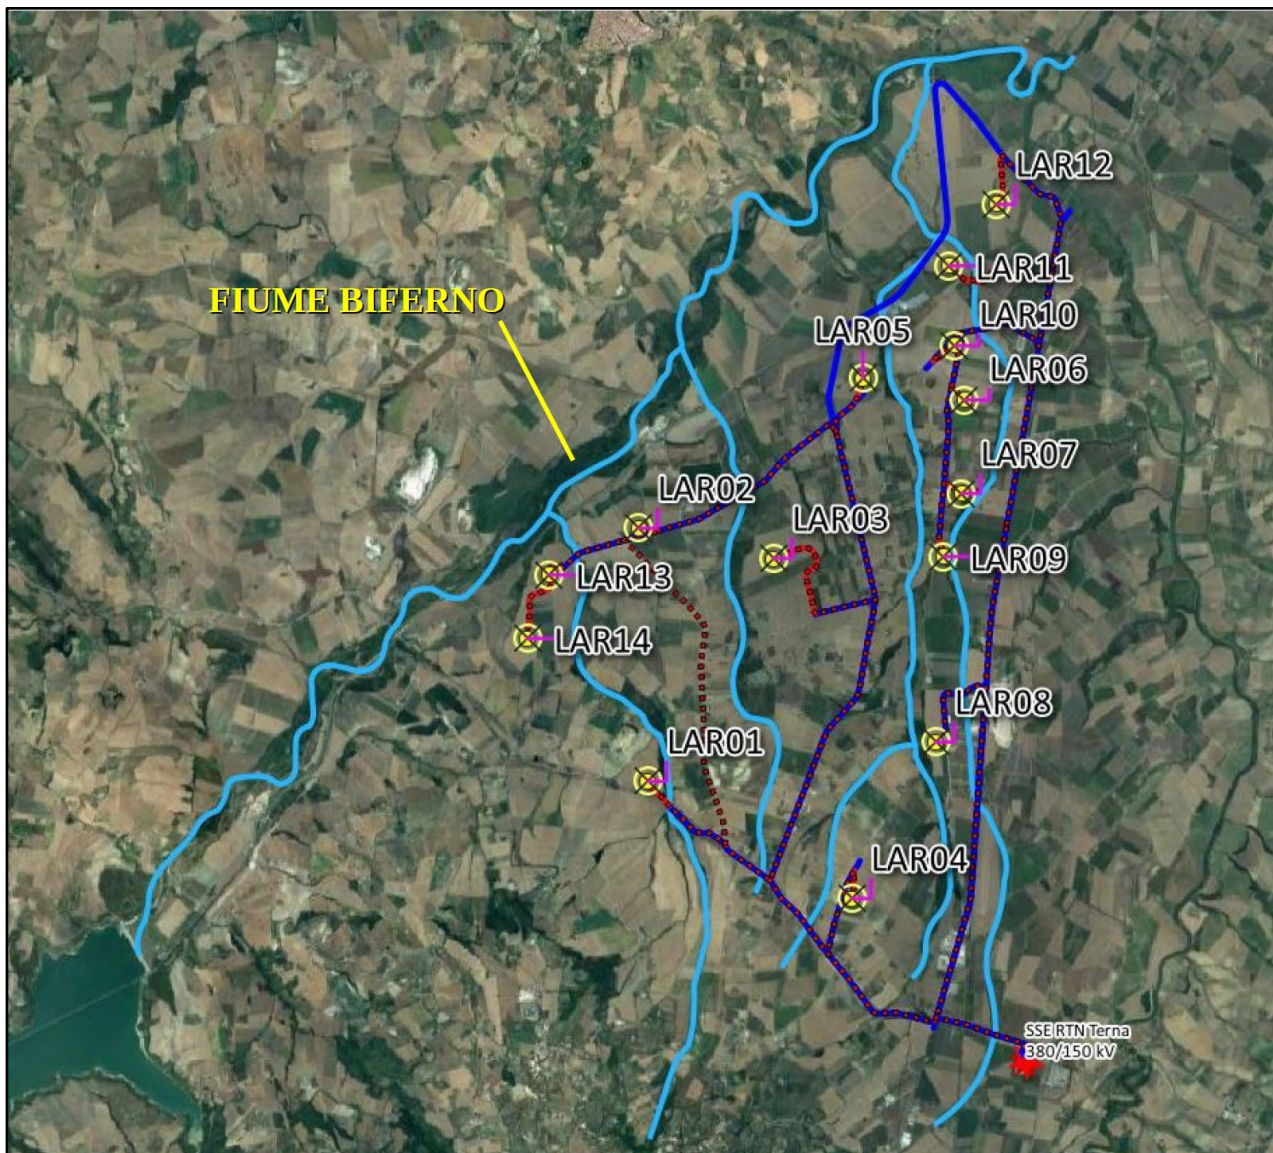 LAR12
LAR11
FIUME BIFERNO
LAR10
LAR05
LAR06
LAR07
LAR02
LAR03
LAR09
LAR13
LAR14
LAR08
LAR01
LAR04
SSE RTN Terna
380/150 kV